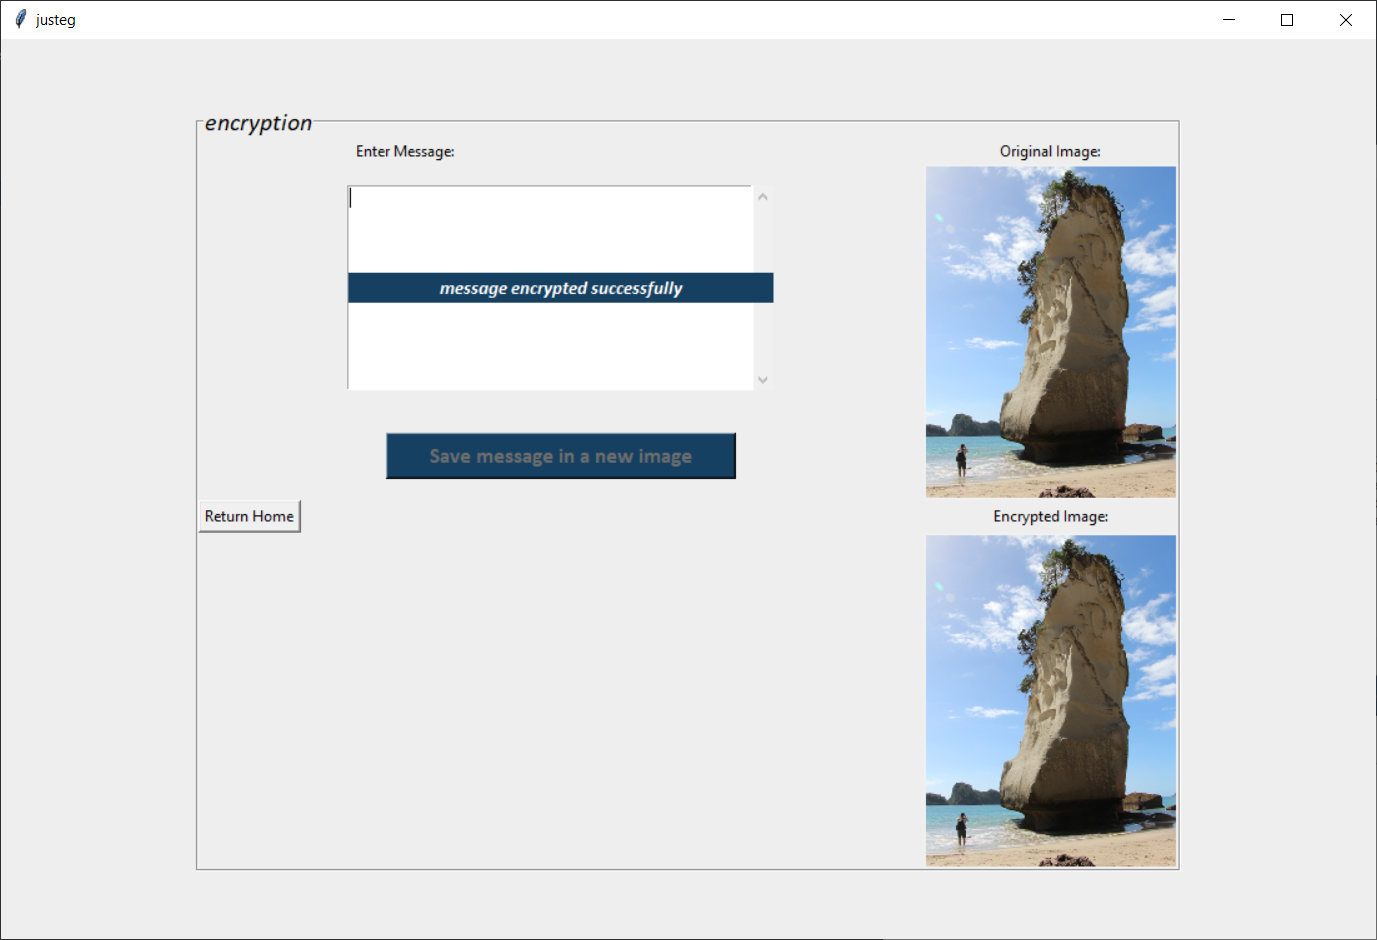 justeg
encryption
Enter Message:
Original Image:
message encrypted successfully
Save message in a new image
Return Home
Encrypted Image: